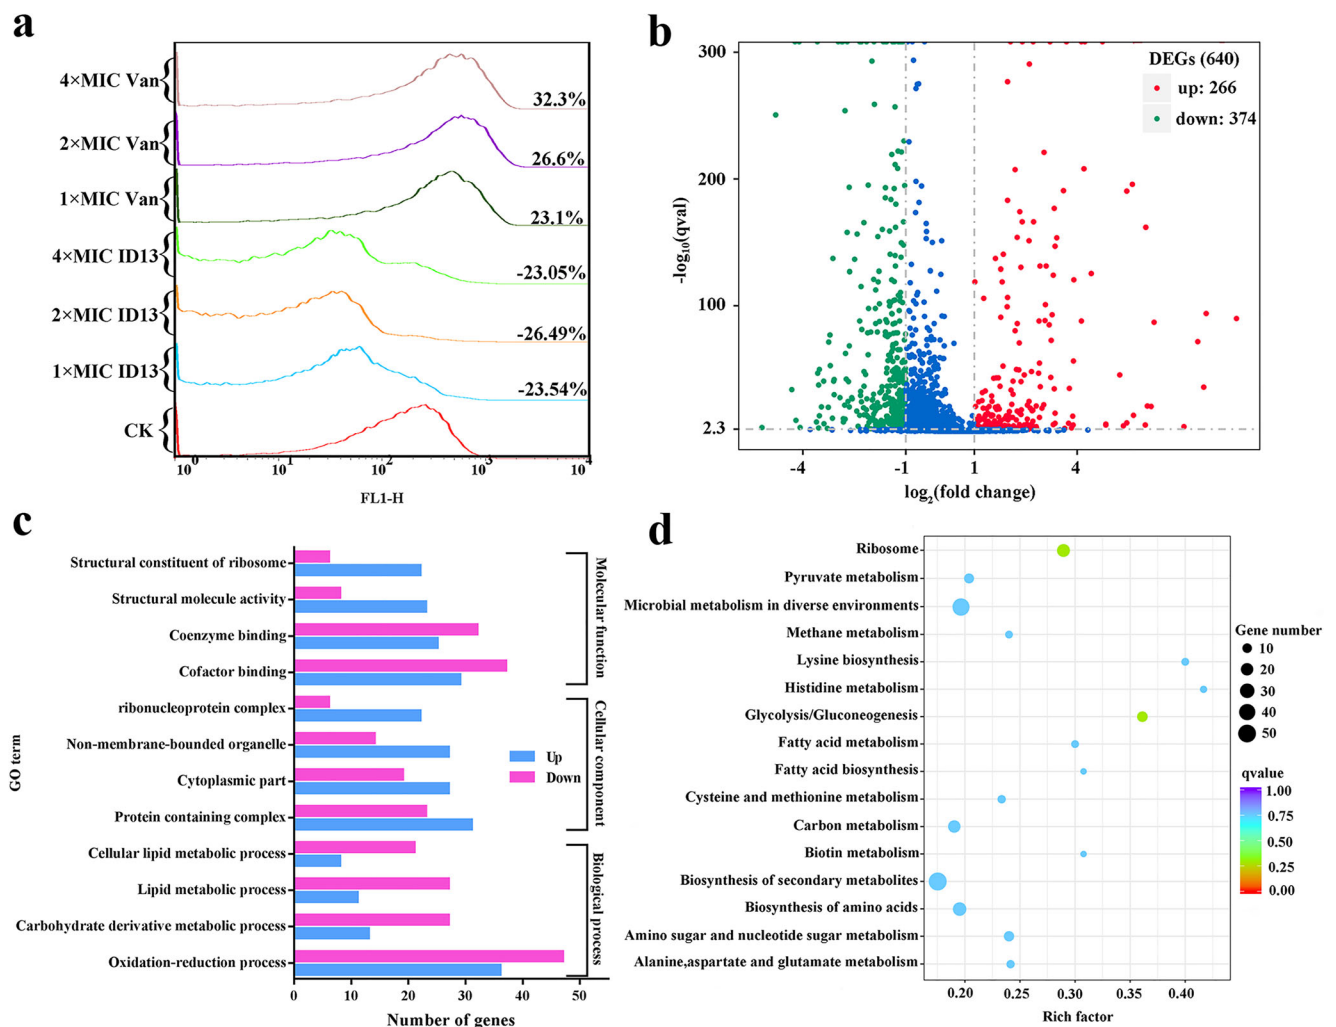 a
4×MIC Van
32.3%
2×MIC Van
26.6%
1×MIC Van
23.1%
4×MIC ID13
-23.05%
2×MIC ID13
-26.49%
1×MIC ID13
-23.54%
CK
10⁰ 10¹ 10² 10³ 10⁴
FL1-H
b
300
200
100
2.3
-log₁₀(qval)
DEGs (640)
up: 266
down: 374
-4 -1 1 4
log₂(fold change)
c
GO term
Structural constituent of ribosome
Structural molecule activity
Coenzyme binding
Cofactor binding
ribonucleoprotein complex
Non-membrane-bounded organelle
Cytoplasmic part
Protein containing complex
Cellular lipid metabolic process
Lipid metabolic process
Carbohydrate derivative metabolic process
Oxidation-reduction process
Molecular function
Cellular component
Biological process
Up
Down
0 10 20 30 40 50
Number of genes
d
Ribosome
Pyruvate metabolism
Microbial metabolism in diverse environments
Methane metabolism
Lysine biosynthesis
Histidine metabolism
Glycolysis/Gluconeogenesis
Fatty acid metabolism
Fatty acid biosynthesis
Cysteine and methionine metabolism
Carbon metabolism
Biotin metabolism
Biosynthesis of secondary metabolites
Biosynthesis of amino acids
Amino sugar and nucleotide sugar metabolism
Alanine,aspartate and glutamate metabolism
0.20 0.25 0.30 0.35 0.40
Rich factor
Gene number
10
20
30
40
50
qvalue
1.00
0.75
0.50
0.25
0.00